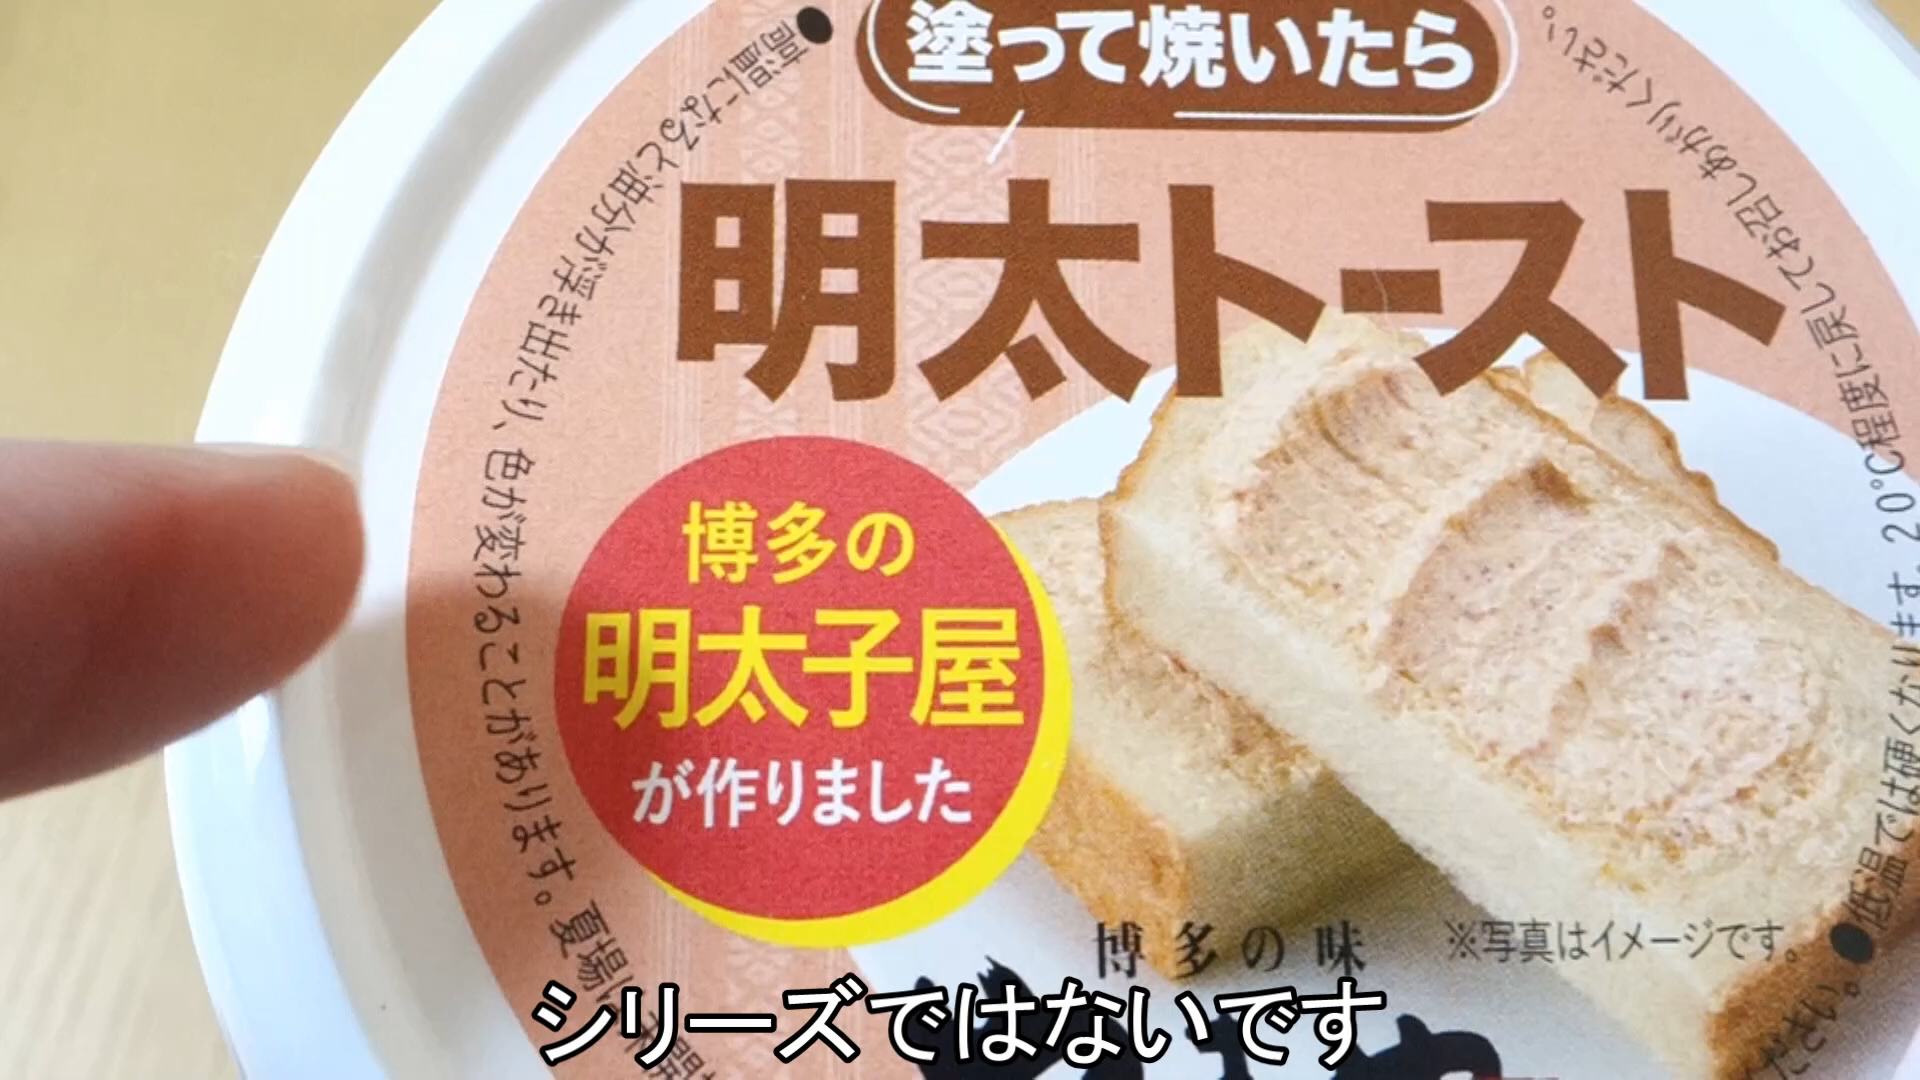 塗って焼いたら
明太トースト
博多の
明太子屋
が作りました
博多の味
※写真はイメージです。
●高温になると油分が浮き出たり、色が変わることがあります。夏場は
●低温では硬くなります。20℃程度に戻してお召しあがりください。
シリーズではないです